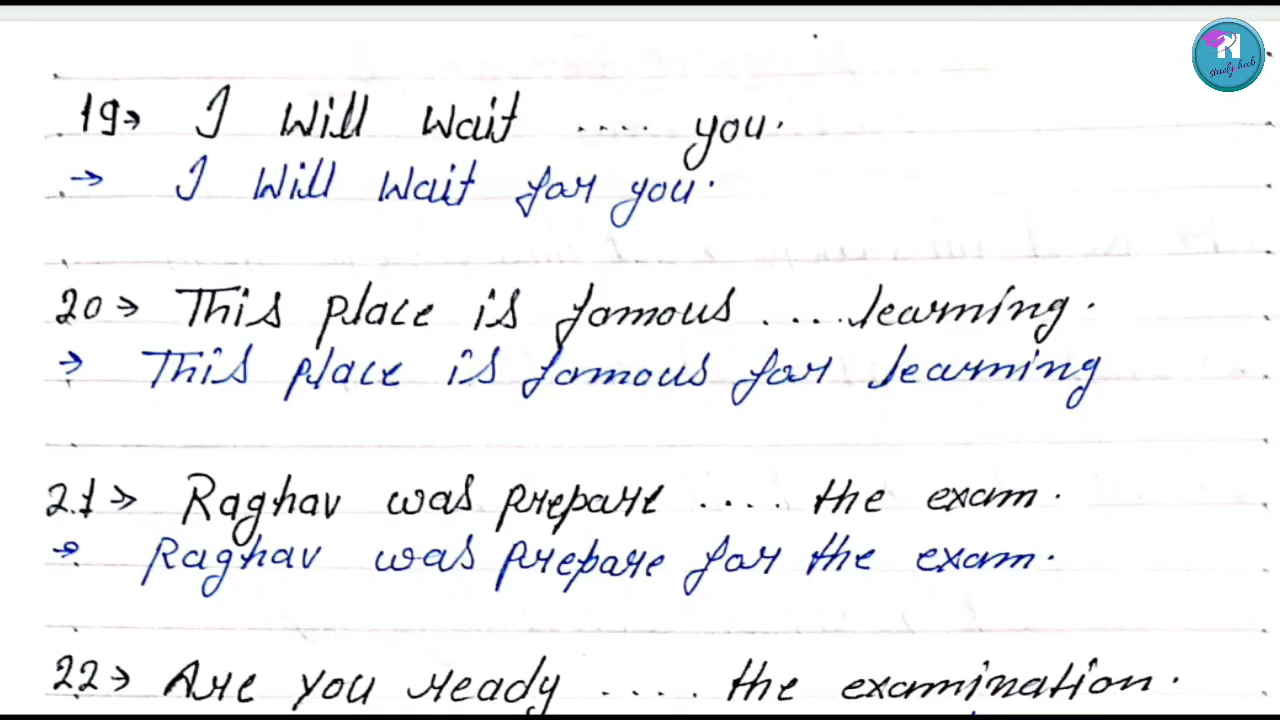 Study hub
19→ I Will Wait .... you.
→ I Will Wait for you.
20→ This place is famous .... learning.
→ This place is famous for learning
21→ Raghav was prepare .... the exam.
→ Raghav was prepare for the exam.
22→ Are you ready .... the examination.